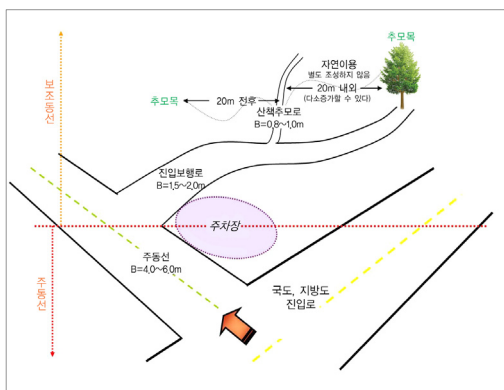 추모목
자연이용
별도 조성하지 않음
20m 내외
(다소증가할 수 있다)
추모목
20m 전후
산책추모로
B=0.8~1.0m
보조동선
진입보행로
B=1.5~2.0m
주차장
주동선
B=4.0~6.0m
주동선
국도, 지방도
진입로